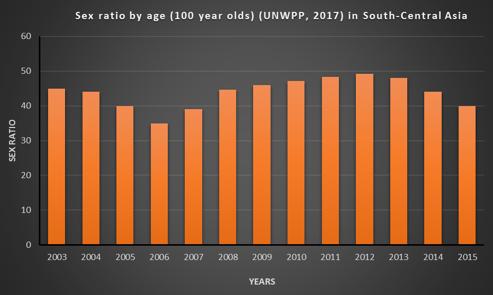 Sex ratio by age (100 year olds) (UNWPP, 2017) in South-Central Asia
60
50
40
30
20
10
0
SEX RATIO
2003 2004 2005 2006 2007 2008 2009 2010 2011 2012 2013 2014 2015
YEARS